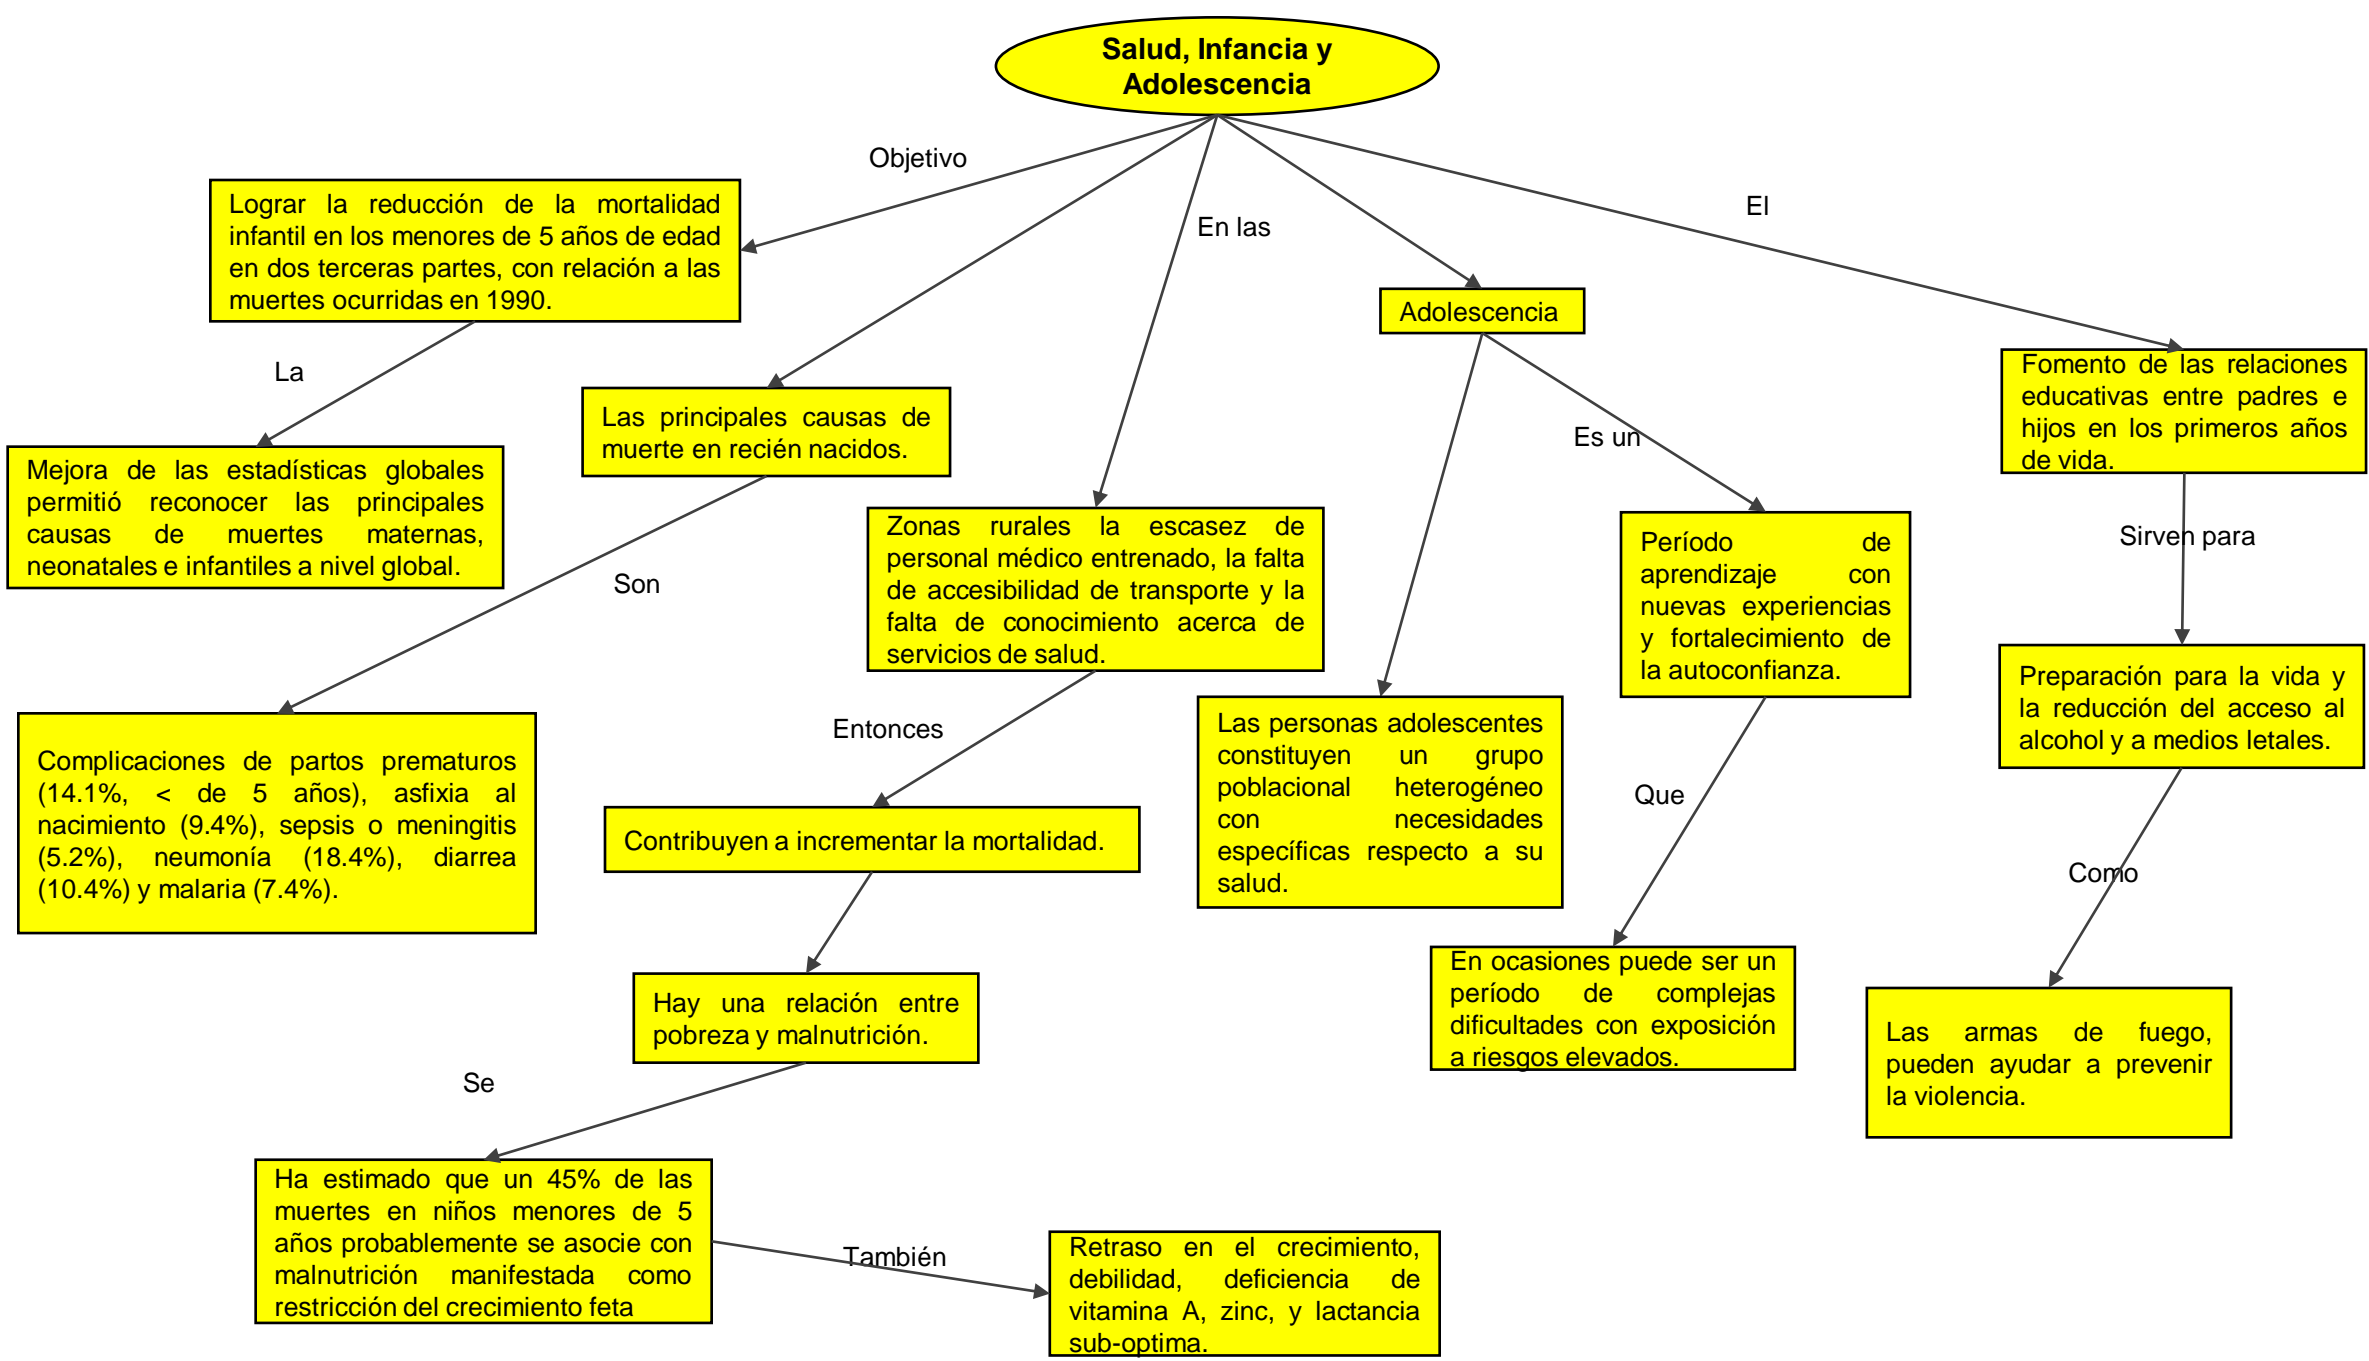 Salud, Infancia y
Adolescencia
Objetivo
Lograr la reducción de la mortalidad
infantil en los menores de 5 años de edad
en dos terceras partes, con relación a las
muertes ocurridas en 1990.
La
Mejora de las estadísticas globales
permitió reconocer las principales
causas de muertes maternas,
neonatales e infantiles a nivel global.
Las principales causas de
muerte en recién nacidos.
Son
Complicaciones de partos prematuros
(14.1%, < de 5 años), asfixia al
nacimiento (9.4%), sepsis o meningitis
(5.2%), neumonía (18.4%), diarrea
(10.4%) y malaria (7.4%).
En las
Zonas rurales la escasez de
personal médico entrenado, la falta
de accesibilidad de transporte y la
falta de conocimiento acerca de
servicios de salud.
Entonces
Contribuyen a incrementar la mortalidad.
Hay una relación entre
pobreza y malnutrición.
Se
Ha estimado que un 45% de las
muertes en niños menores de 5
años probablemente se asocie con
malnutrición manifestada como
restricción del crecimiento feta
También
Retraso en el crecimiento,
debilidad, deficiencia de
vitamina A, zinc, y lactancia
sub-optima.
Adolescencia
Las personas adolescentes
constituyen un grupo
poblacional heterogéneo
con necesidades
específicas respecto a su
salud.
Es un
Período de
aprendizaje con
nuevas experiencias
y fortalecimiento de
la autoconfianza.
Que
En ocasiones puede ser un
período de complejas
dificultades con exposición
a riesgos elevados.
El
Fomento de las relaciones
educativas entre padres e
hijos en los primeros años
de vida.
Sirven para
Preparación para la vida y
la reducción del acceso al
alcohol y a medios letales.
Como
Las armas de fuego,
pueden ayudar a prevenir
la violencia.